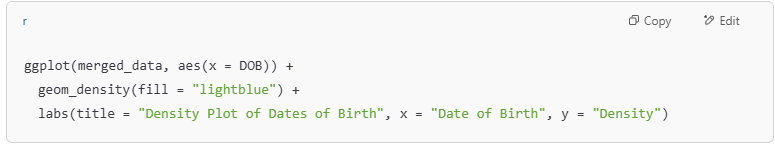 r
Copy
Edit
ggplot(merged_data, aes(x = DOB)) +
  geom_density(fill = "lightblue") +
  labs(title = "Density Plot of Dates of Birth", x = "Date of Birth", y = "Density")